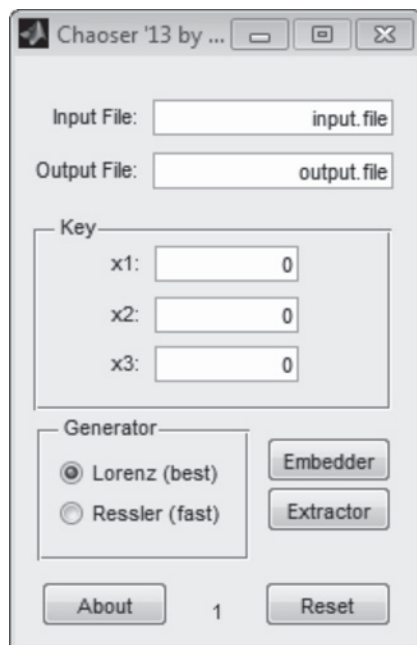 Chaoser '13 by ...
Input File: input.file
Output File: output.file
Key
x1: 0
x2: 0
x3: 0
Generator
Lorenz (best)
Ressler (fast)
Embedder
Extractor
About 1 Reset